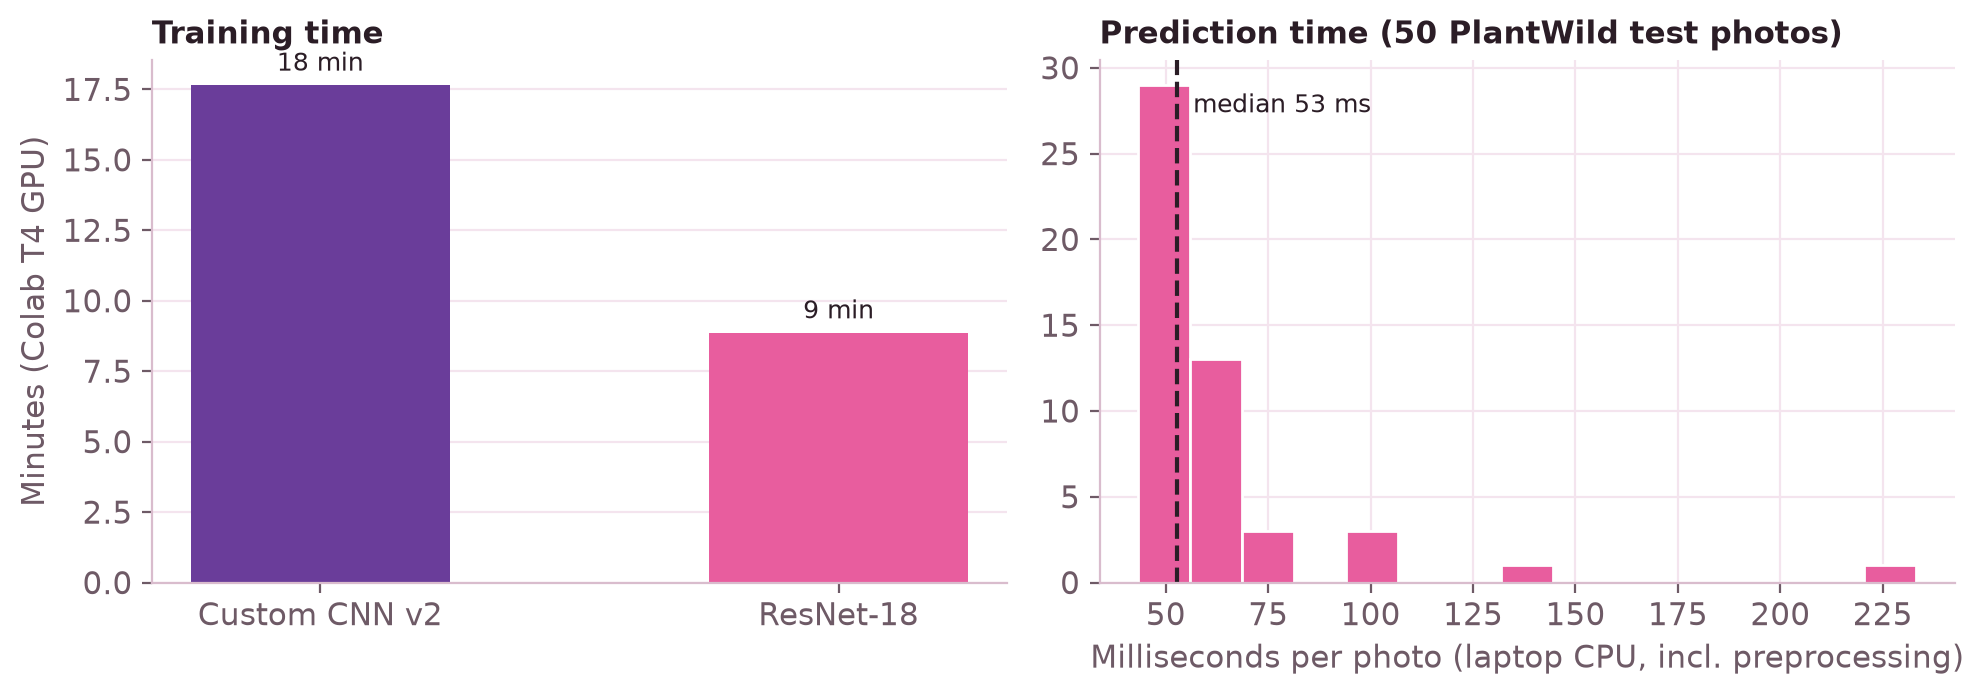 Training time
18 min
17.5
15.0
12.5
10.0
7.5
5.0
2.5
0.0
Minutes (Colab T4 GPU)
9 min
Custom CNN v2
ResNet-18
Prediction time (50 PlantWild test photos)
30
25
20
15
10
5
0
median 53 ms
50 75 100 125 150 175 200 225
Milliseconds per photo (laptop CPU, incl. preprocessing)